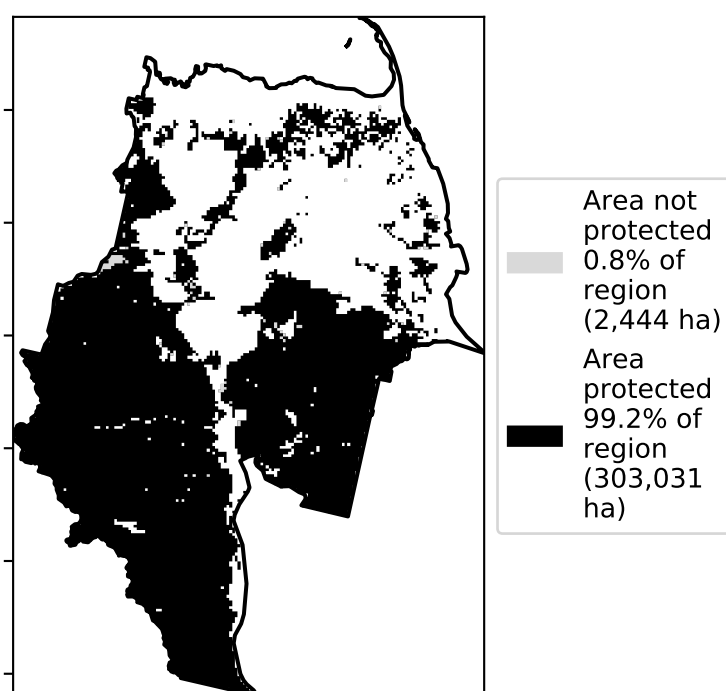 Area not
protected
0.8% of
region
(2,444 ha)
Area
protected
99.2% of
region
(303,031
ha)